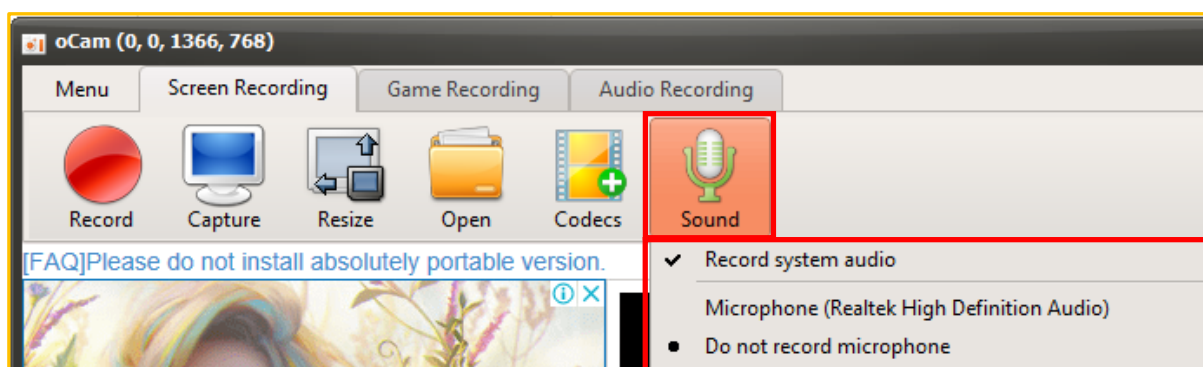 oCam (0, 0, 1366, 768)
Menu Screen Recording Game Recording Audio Recording
Record Capture Resize Open Codecs Sound
[FAQ]Please do not install absolutely portable version.
Record system audio
Microphone (Realtek High Definition Audio)
Do not record microphone